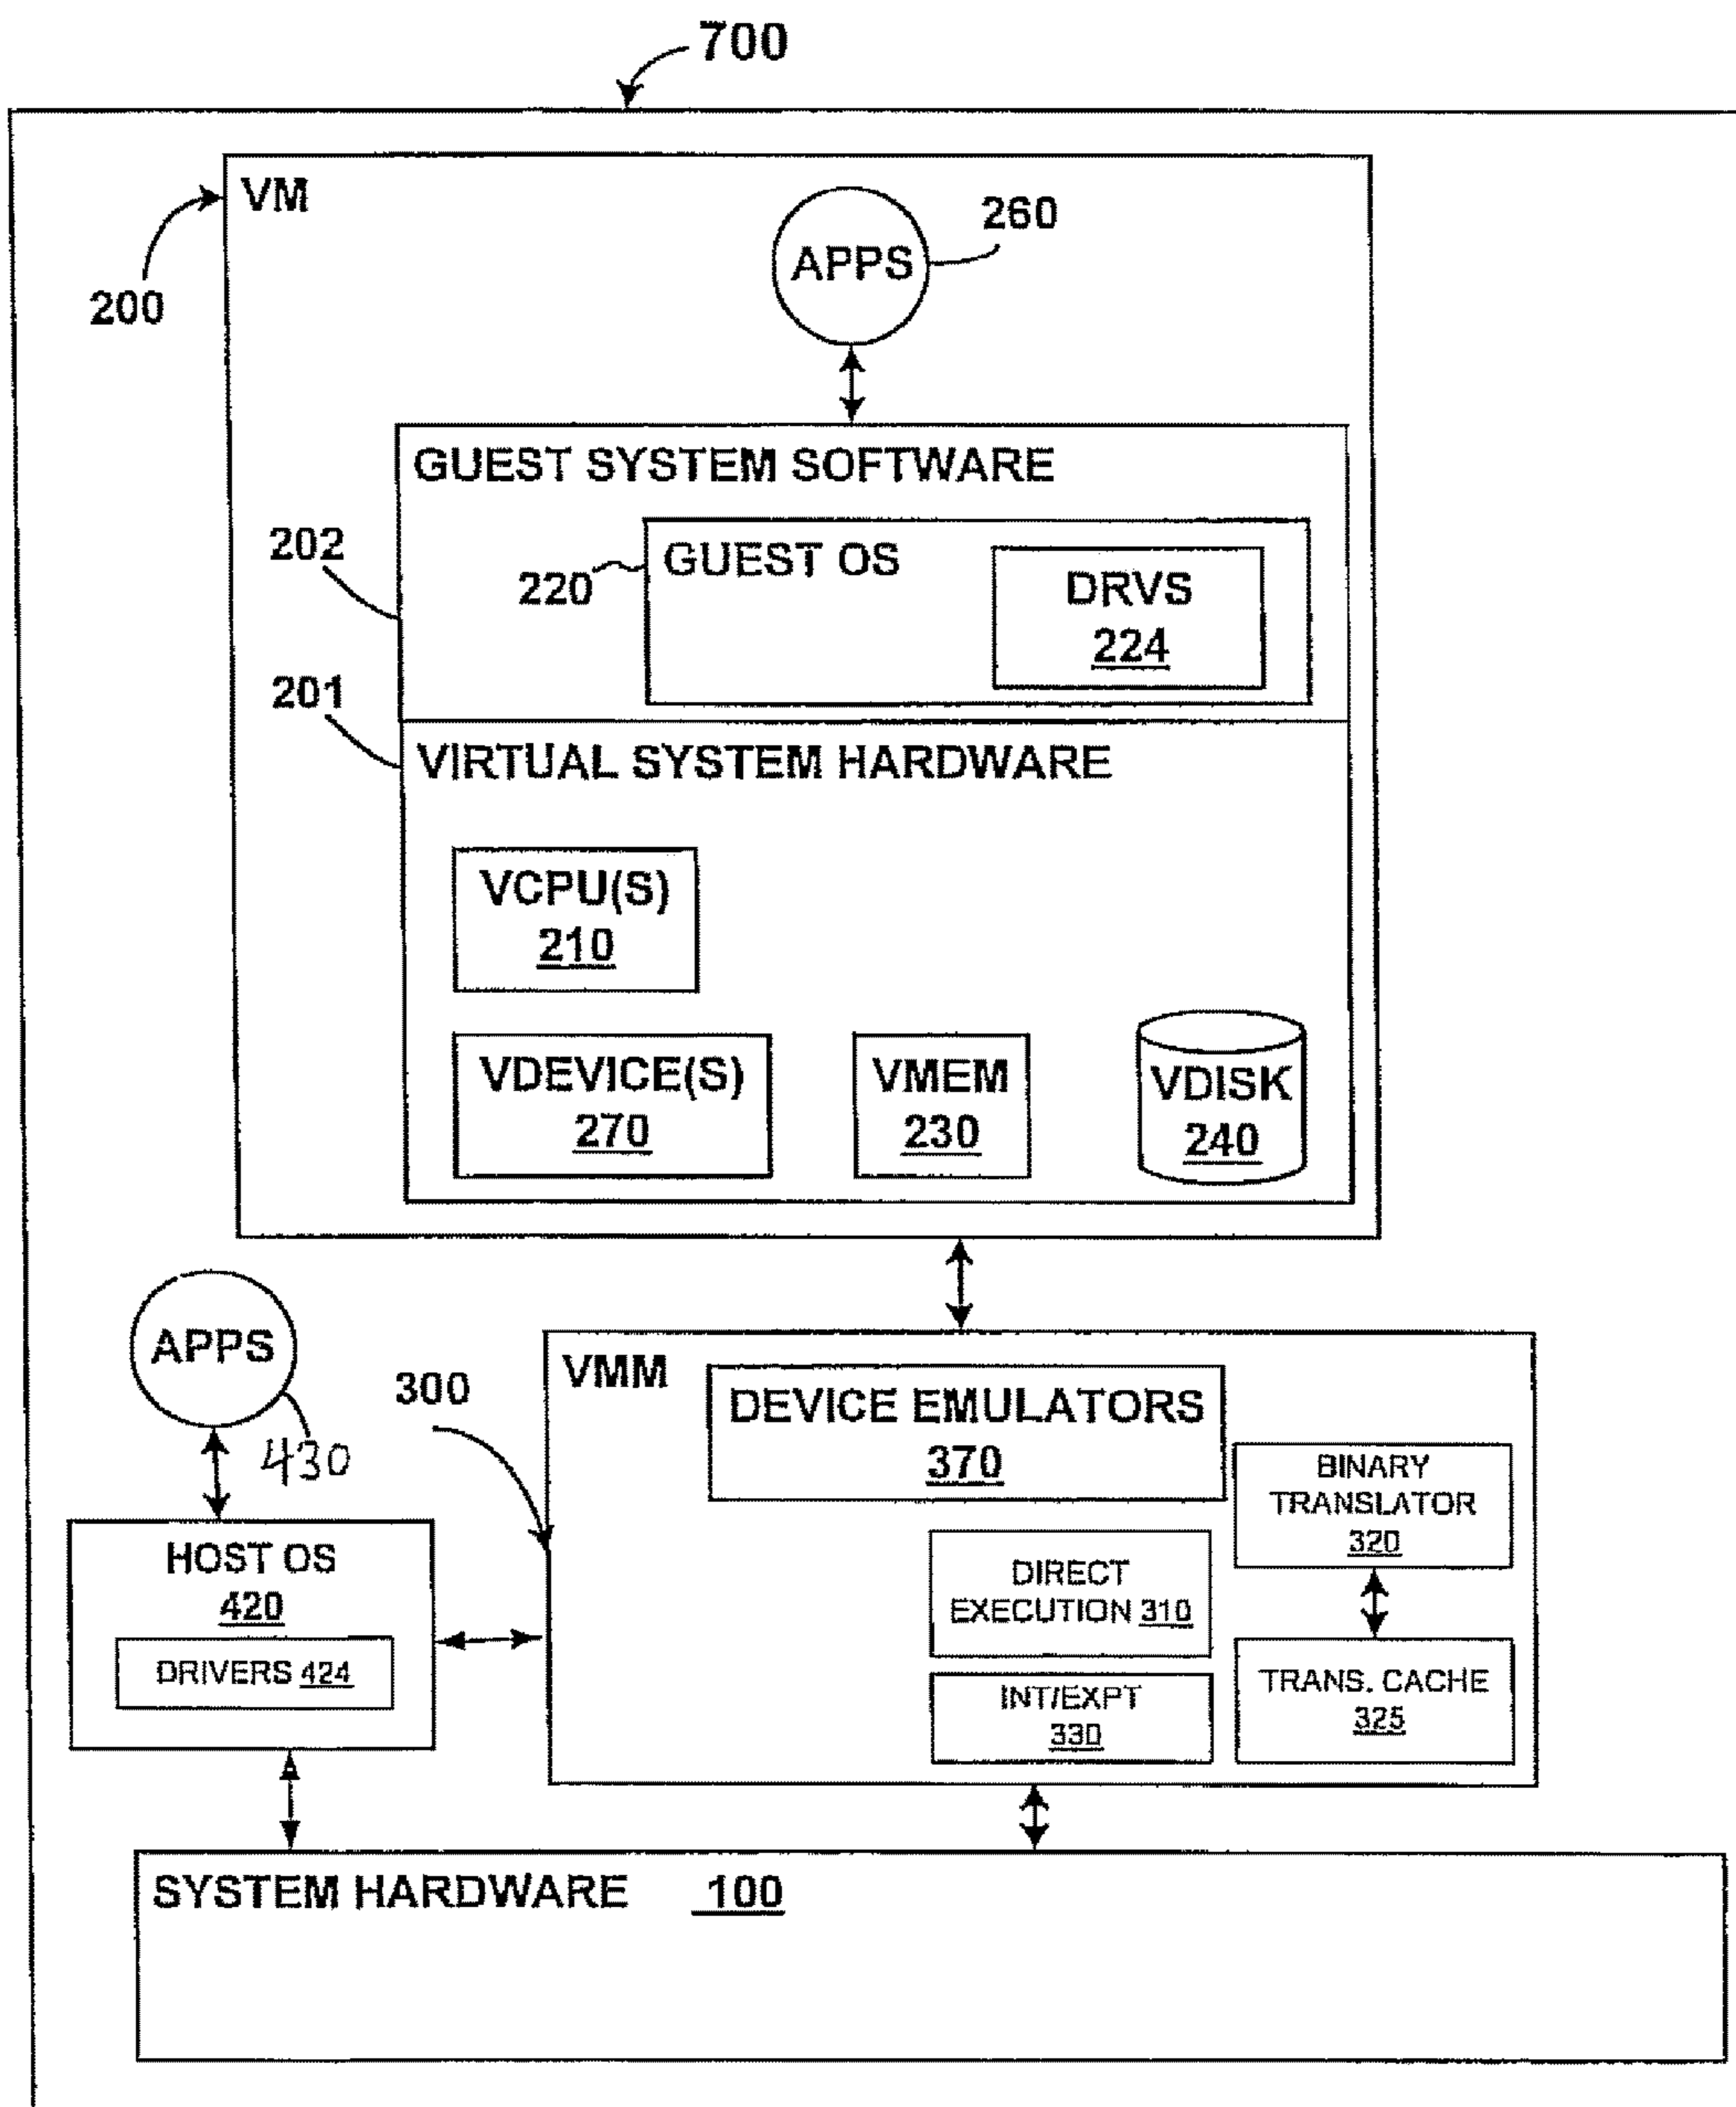 700
VM
200
APPS
260
GUEST SYSTEM SOFTWARE
202
GUEST OS
220
DRVS
224
201
VIRTUAL SYSTEM HARDWARE
VCPU(S)
210
VDEVICE(S)
270
VMEM
230
VDISK
240
APPS
430
300
VMM
DEVICE EMULATORS
370
BINARY
TRANSLATOR
320
DIRECT
EXECUTION 310
INT/EXPT
330
TRANS. CACHE
325
HOST OS
420
DRIVERS 424
SYSTEM HARDWARE 100